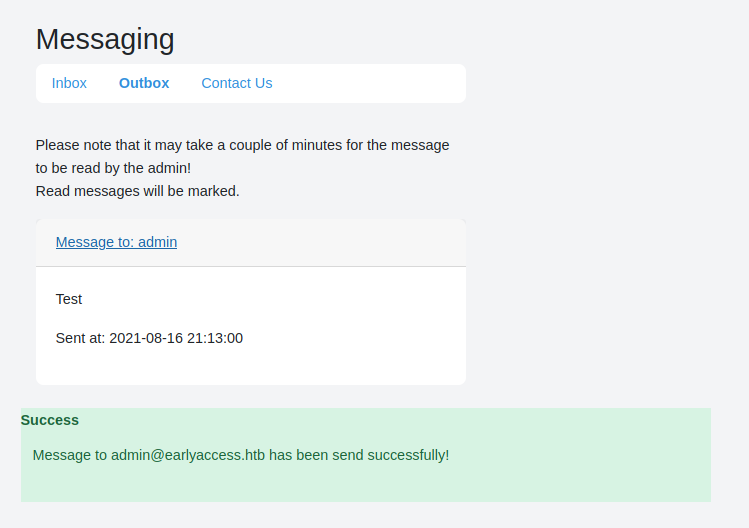 Messaging
Inbox Outbox Contact Us
Please note that it may take a couple of minutes for the message
to be read by the admin!
Read messages will be marked.
Message to: admin
Test
Sent at: 2021-08-16 21:13:00
Success
Message to admin@earlyaccess.htb has been send successfully!